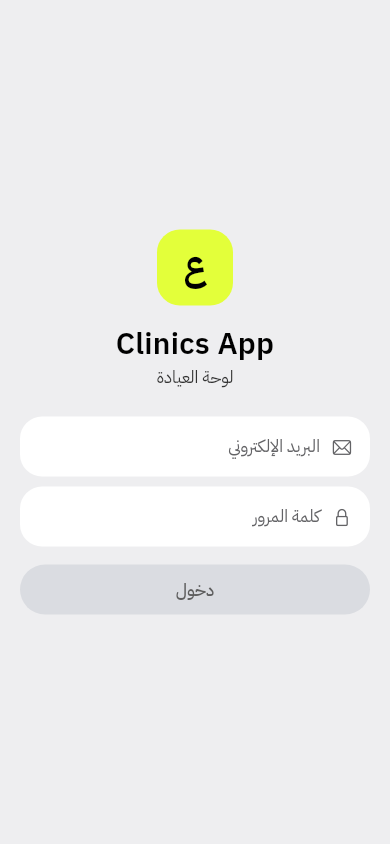 ع
Clinics App
لوحة العيادة
البريد الإلكتروني
كلمة المرور
دخول